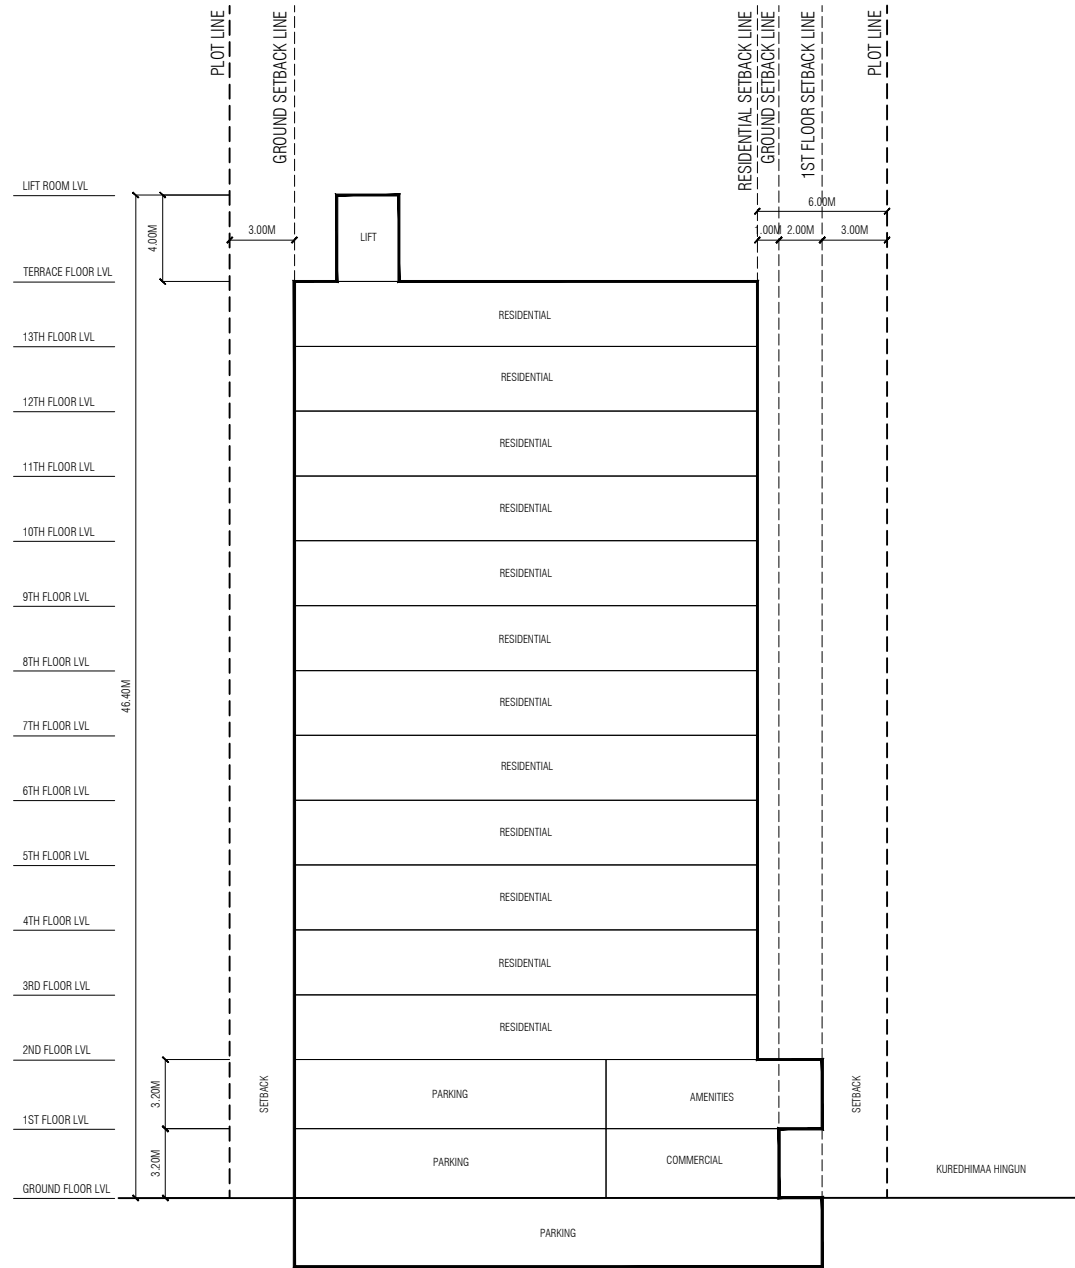 PLOT LINE
GROUND SETBACK LINE
RESIDENTIAL SETBACK LINE
GROUND SETBACK LINE
1ST FLOOR SETBACK LINE
PLOT LINE
LIFT ROOM LVL
6.00M
4.00M
3.00M
LIFT
1.00M
2.00M
3.00M
TERRACE FLOOR LVL
RESIDENTIAL
13TH FLOOR LVL
RESIDENTIAL
12TH FLOOR LVL
RESIDENTIAL
11TH FLOOR LVL
RESIDENTIAL
10TH FLOOR LVL
RESIDENTIAL
9TH FLOOR LVL
RESIDENTIAL
8TH FLOOR LVL
46.40M
RESIDENTIAL
7TH FLOOR LVL
RESIDENTIAL
6TH FLOOR LVL
RESIDENTIAL
5TH FLOOR LVL
RESIDENTIAL
4TH FLOOR LVL
RESIDENTIAL
3RD FLOOR LVL
RESIDENTIAL
2ND FLOOR LVL
3.20M
SETBACK
PARKING
AMENITIES
SETBACK
1ST FLOOR LVL
3.20M
PARKING
COMMERCIAL
KUREDHIMAA HINGUN
GROUND FLOOR LVL
PARKING